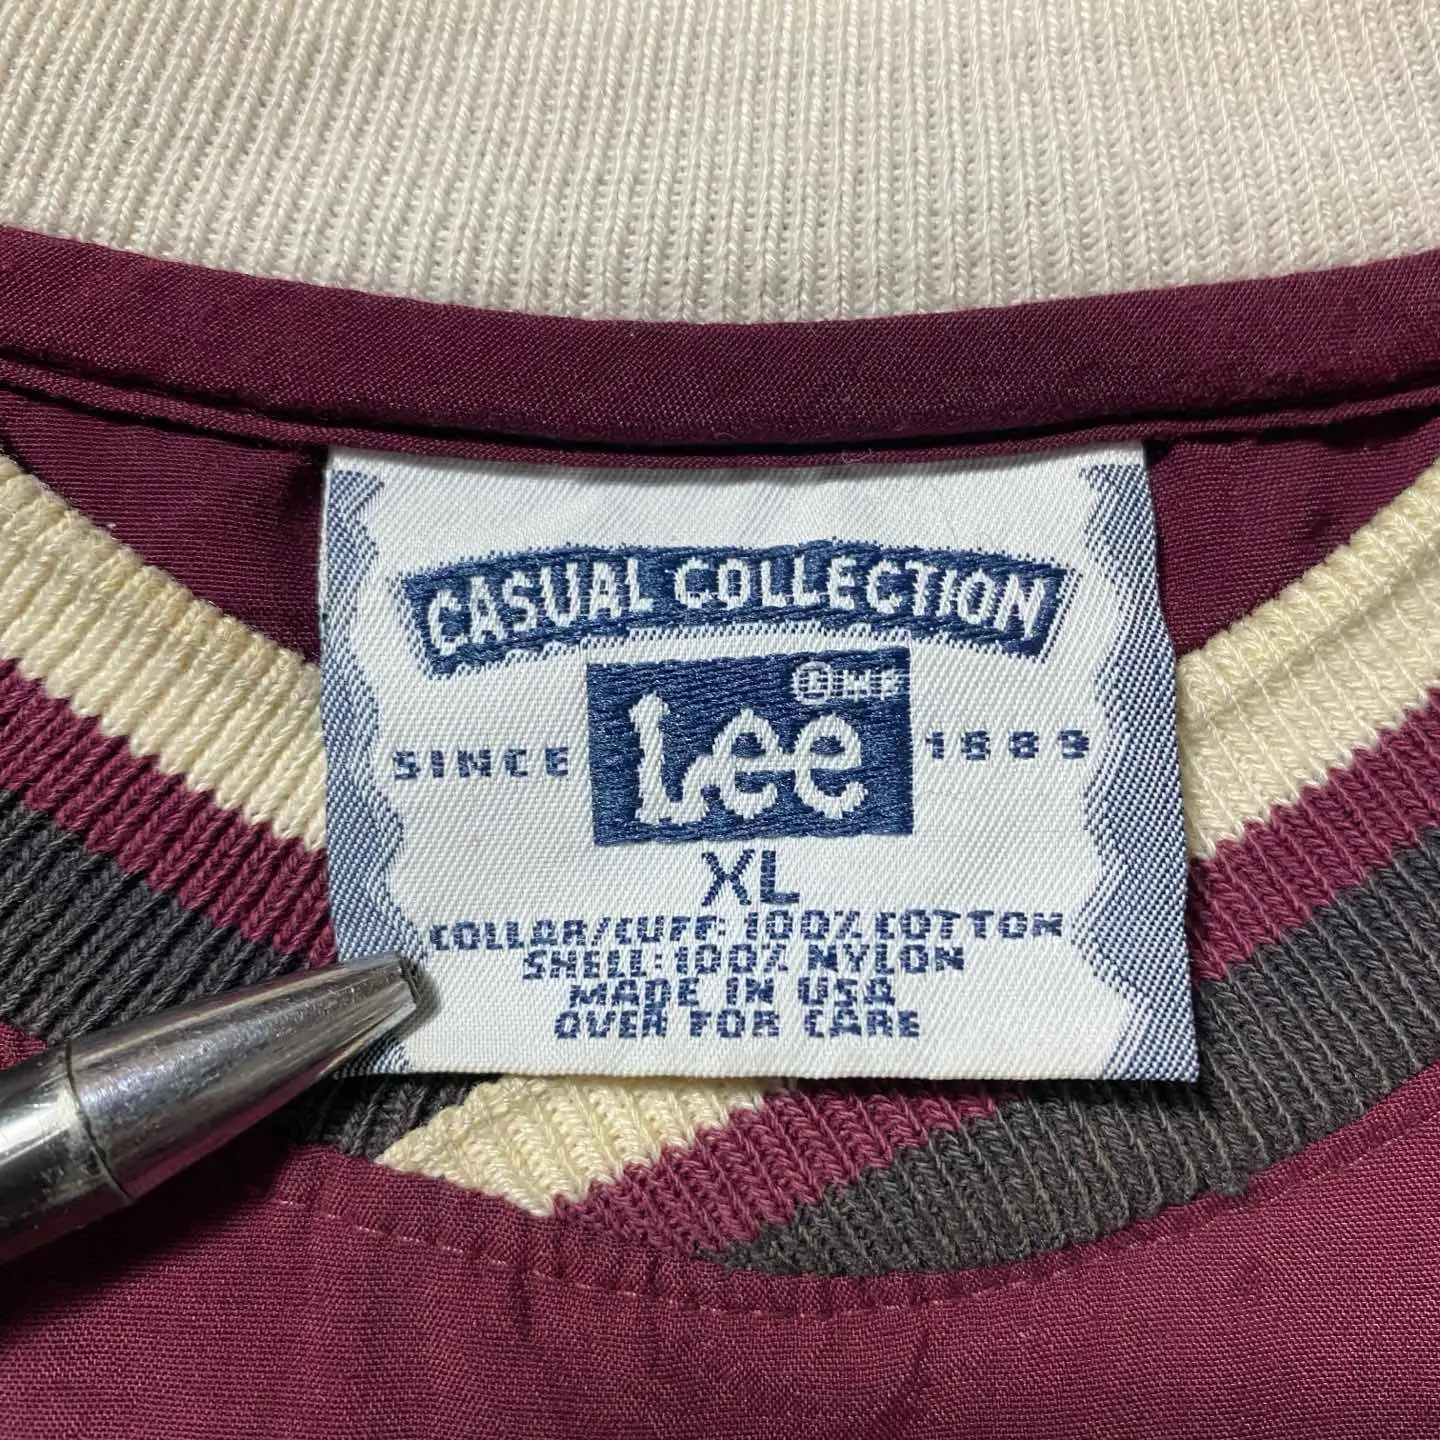 CASUAL COLLECTION
Lee
SINCE 1889
XL
COLLAR/CUFF: 100% COTTON
SHELL: 100% NYLON
MADE IN USA
OVER FOR CARE